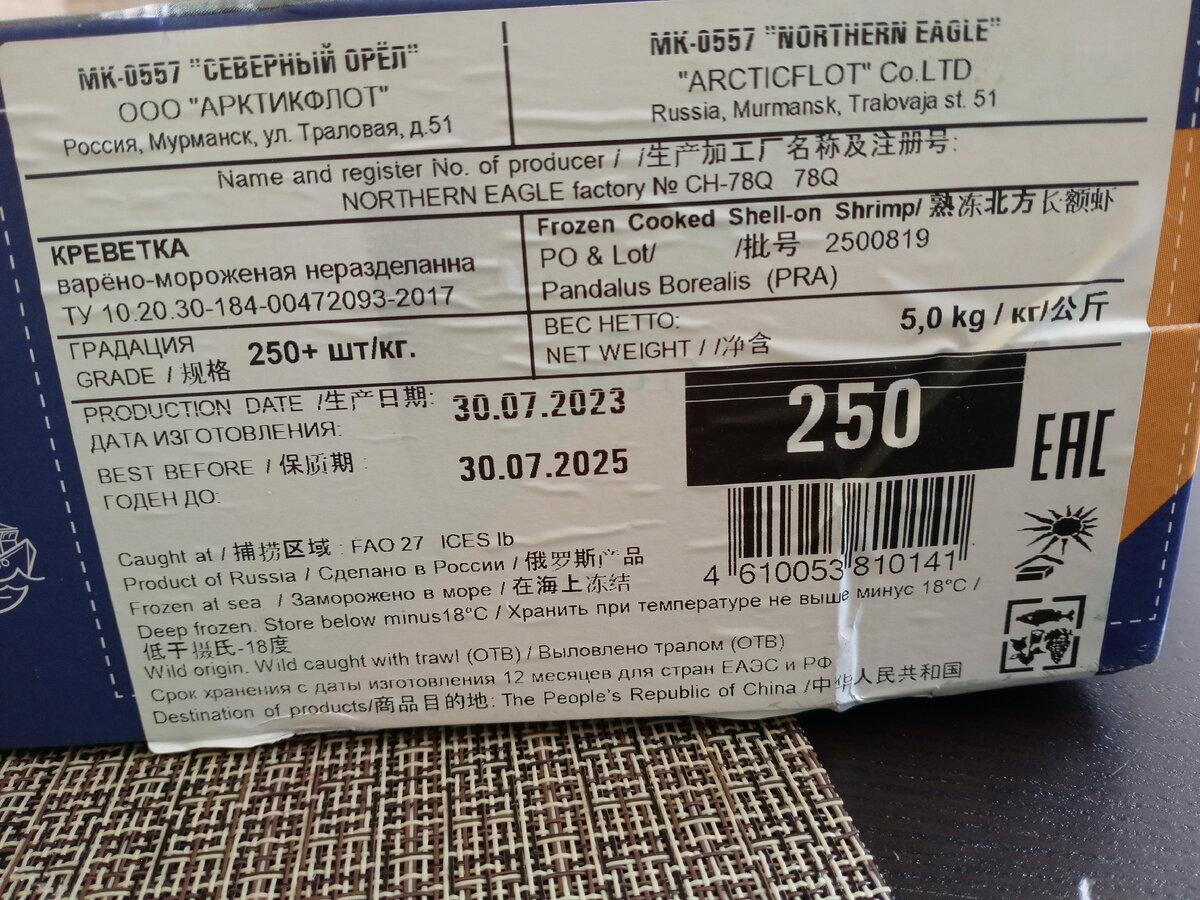 МК-0557 "СЕВЕРНЫЙ ОРЁЛ"
ООО "АРКТИКФЛОТ"
Россия, Мурманск, ул. Траловая, д.51
МК-0557 "NORTHERN EAGLE"
"ARCTICFLOT" Co.LTD
Russia, Murmansk, Tralovaja st. 51
Name and register No. of producer / /生产加工厂名称及注册号:
NORTHERN EAGLE factory № CH-78Q 78Q
КРЕВЕТКА
варёно-мороженая неразделанна
ТУ 10.20.30-184-00472093-2017
Frozen Cooked Shell-on Shrimp/ 熟冻北方长额虾
PO & Lot/ /批号 2500819
Pandalus Borealis (PRA)
ГРАДАЦИЯ
GRADE / 规格 250+ шт/кг.
ВЕС НЕТТО:
NET WEIGHT / /净含
5,0 kg / кг/公斤
PRODUCTION DATE /生产日期: 30.07.2023
ДАТА ИЗГОТОВЛЕНИЯ:
BEST BEFORE / 保质期 : 30.07.2025
ГОДЕН ДО:
250
EAC
4 610053 810141
Caught at / 捕捞区域 : FAO 27 ICES Ib
Product of Russia / Сделано в России / 俄罗斯产品
Frozen at sea / Заморожено в море / 在海上冻结
Deep frozen. Store below minus18°C / Хранить при температуре не выше минус 18°C /
低于摄氏-18度
Wild origin. Wild caught with trawl (OTB) / Выловлено тралом (OTB)
Срок хранения с даты изготовления 12 месяцев для стран ЕАЭС и РФ
Destination of products/商品目的地: The People's Republic of China /中华人民共和国